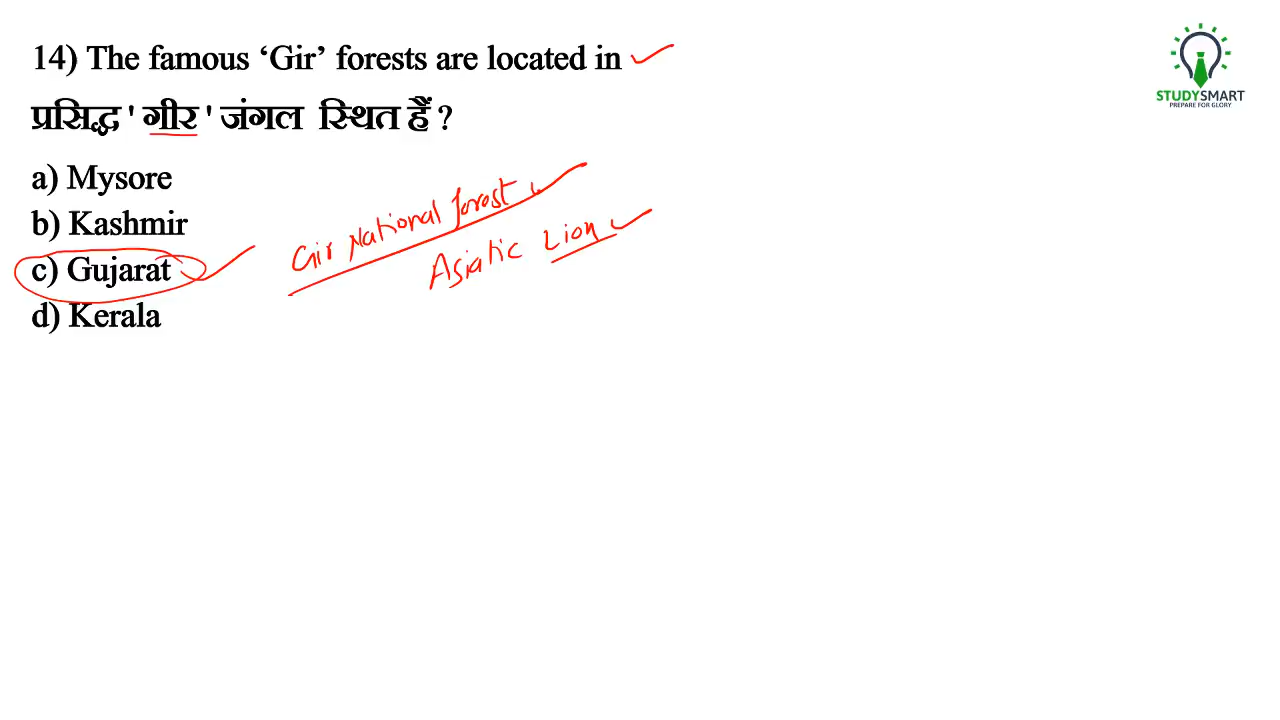 14) The famous ‘Gir’ forests are located in
प्रसिद्ध ' गीर ' जंगल स्थित हैं ?
a) Mysore
b) Kashmir
c) Gujarat
d) Kerala
Gir National forest
Asiatic Lion
STUDYSMART
PREPARE FOR GLORY